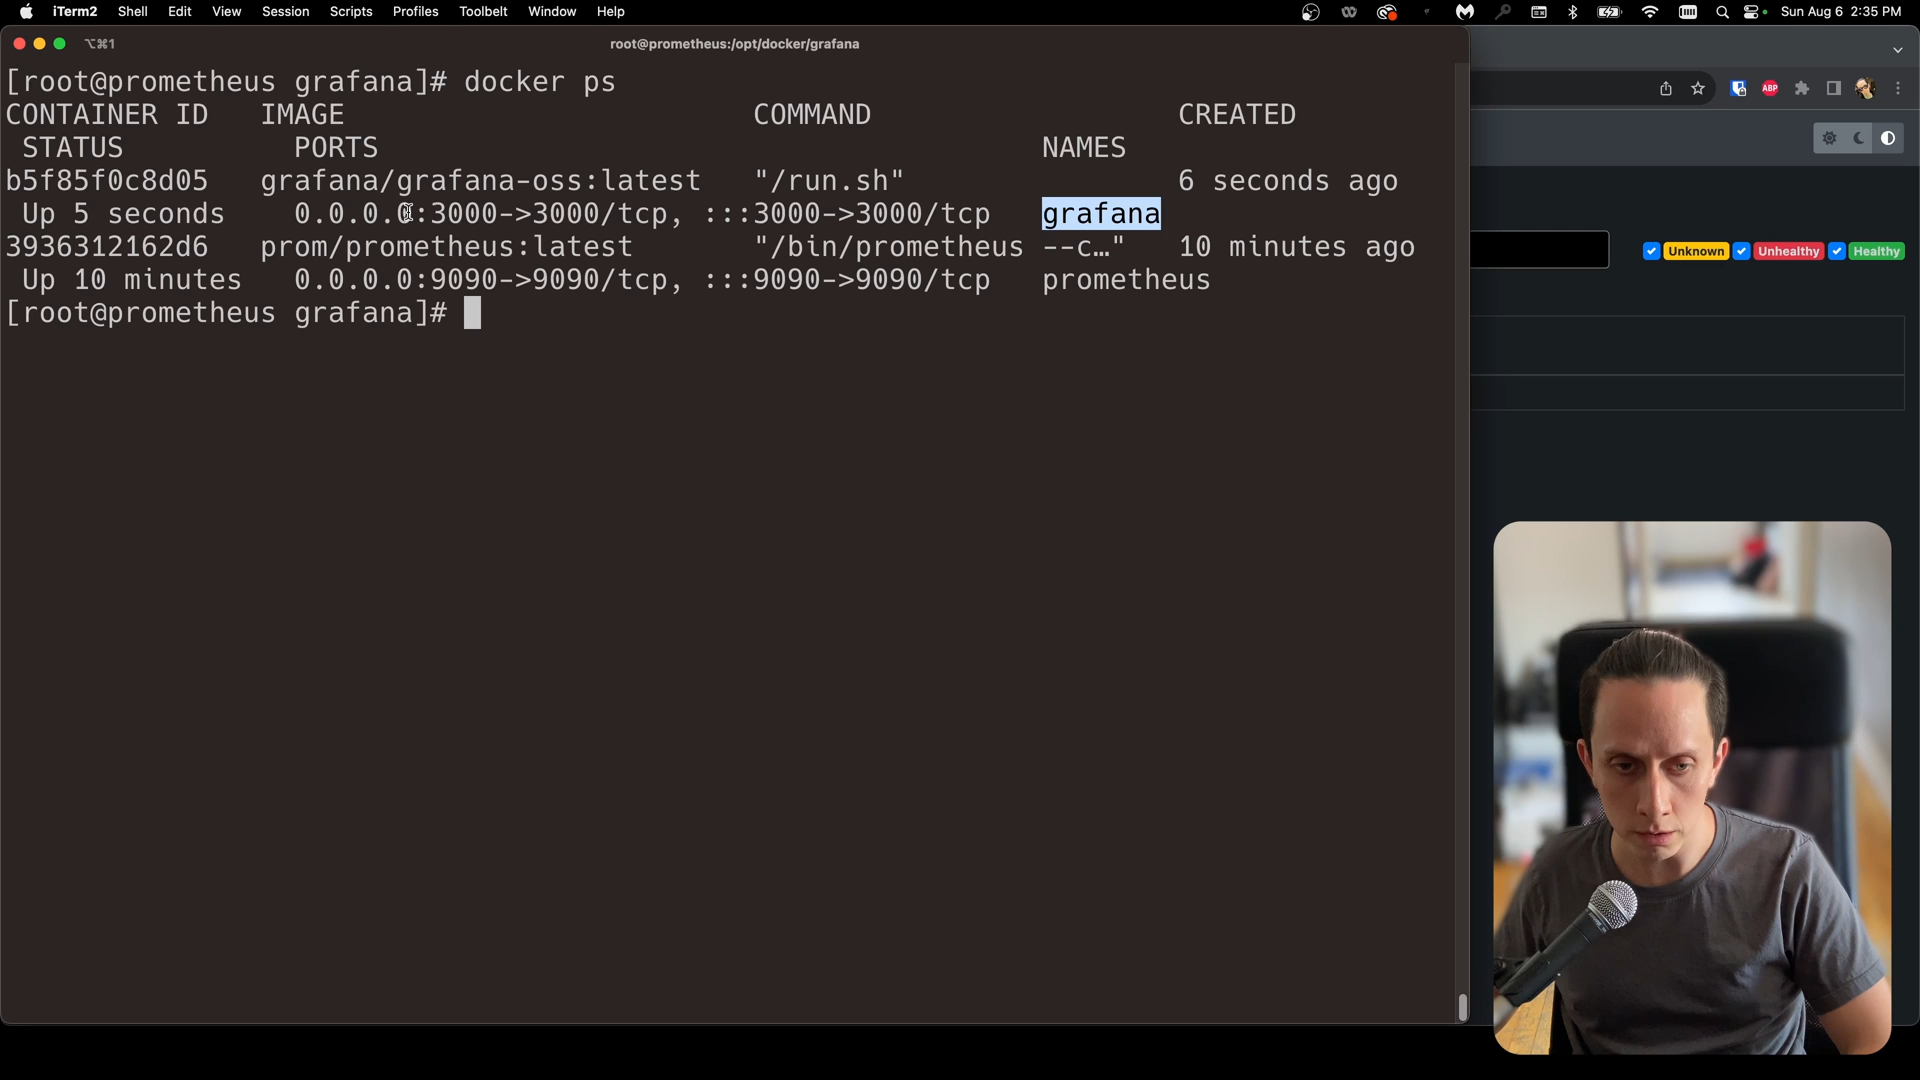 iTerm2 Shell Edit View Session Scripts Profiles Toolbelt Window Help Sun Aug 6 2:35 PM
⌥⌘1 root@prometheus:/opt/docker/grafana
[root@prometheus grafana]# docker ps
CONTAINER ID IMAGE COMMAND CREATED
STATUS PORTS NAMES
b5f85f0c8d05 grafana/grafana-oss:latest "/run.sh" 6 seconds ago
Up 5 seconds 0.0.0.0:3000->3000/tcp, :::3000->3000/tcp grafana
3936312162d6 prom/prometheus:latest "/bin/prometheus --c…" 10 minutes ago
Up 10 minutes 0.0.0.0:9090->9090/tcp, :::9090->9090/tcp prometheus
[root@prometheus grafana]#
ABP
Unknown Unhealthy Healthy